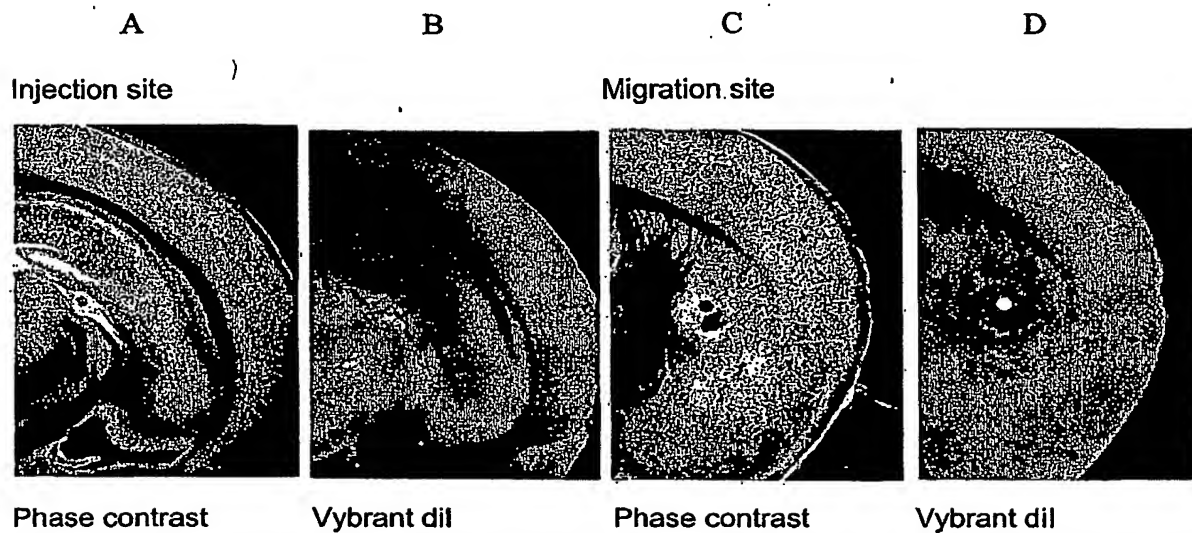 A B C D
Injection site Migration site
Phase contrast Vybrant dil Phase contrast Vybrant dil